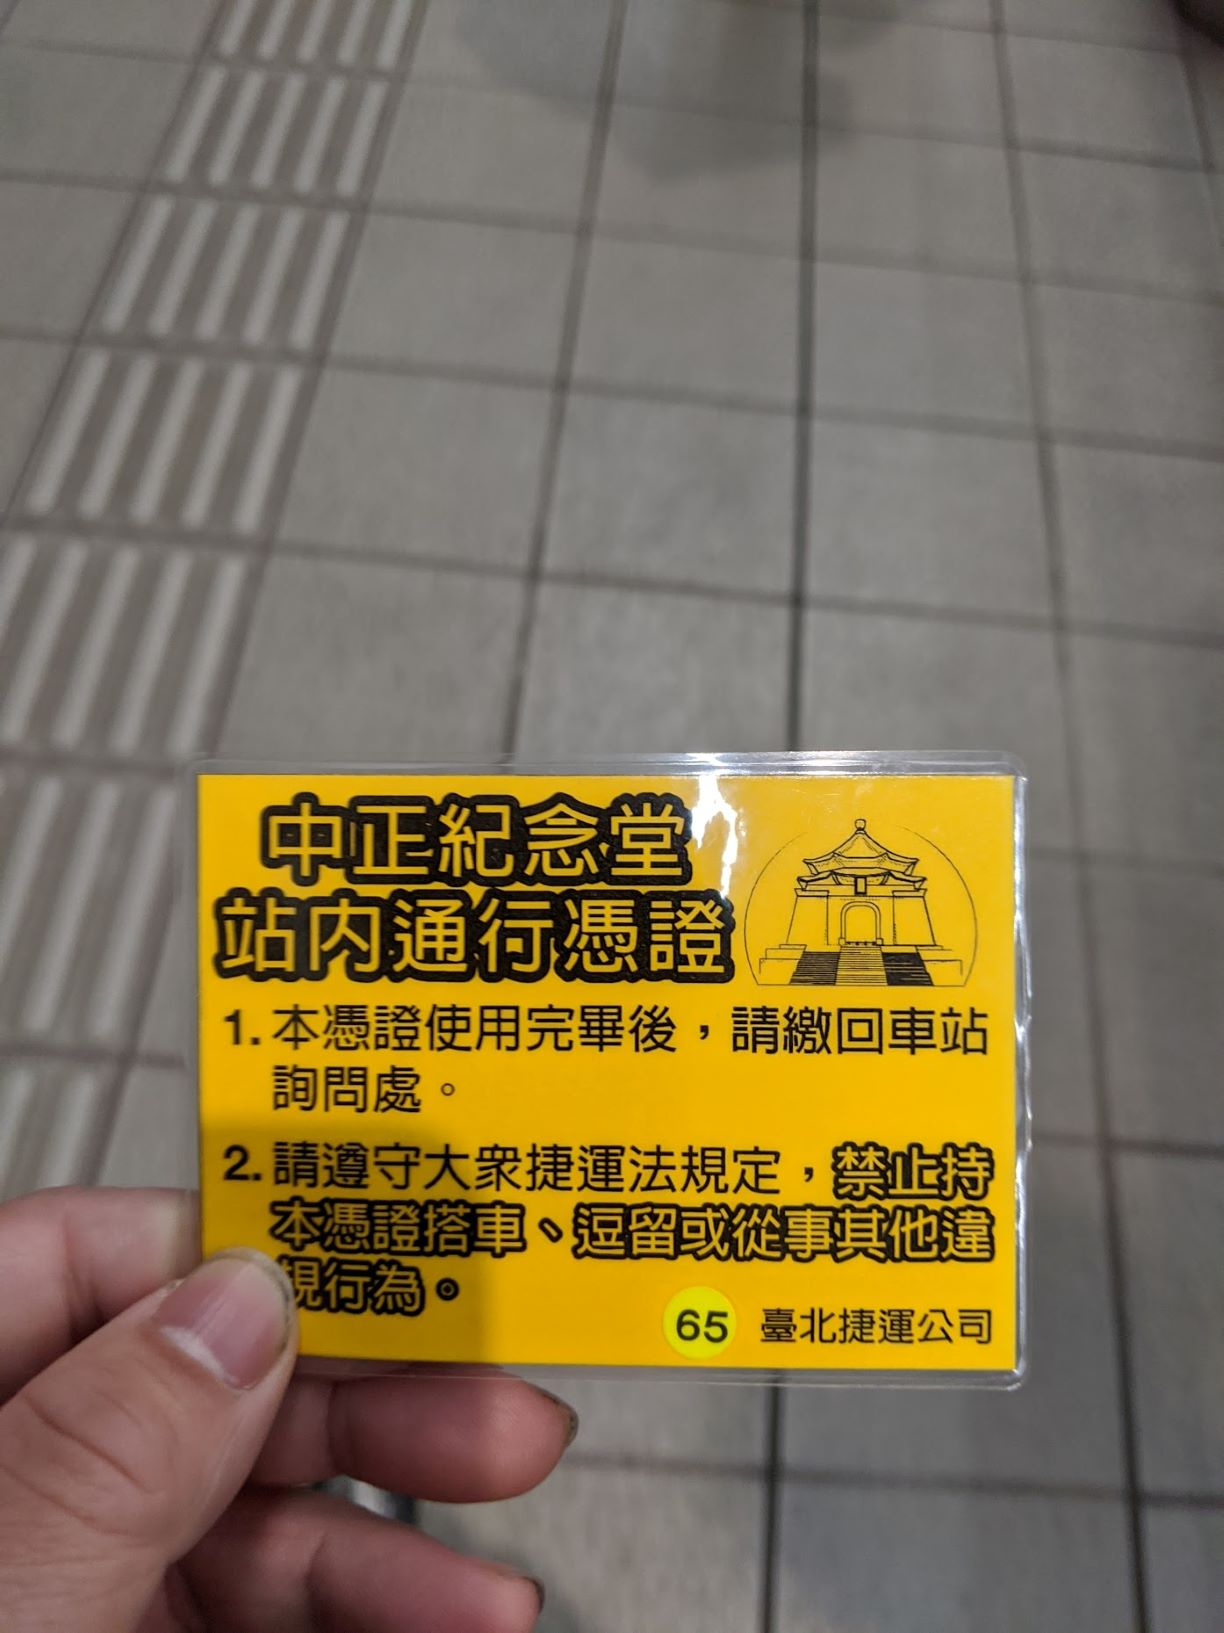 中正紀念堂
站內通行憑證
1. 本憑證使用完畢後，請繳回車站
詢問處。
2. 請遵守大眾捷運法規定，禁止持
本憑證搭車、逗留或從事其他違
規行為。
65 臺北捷運公司